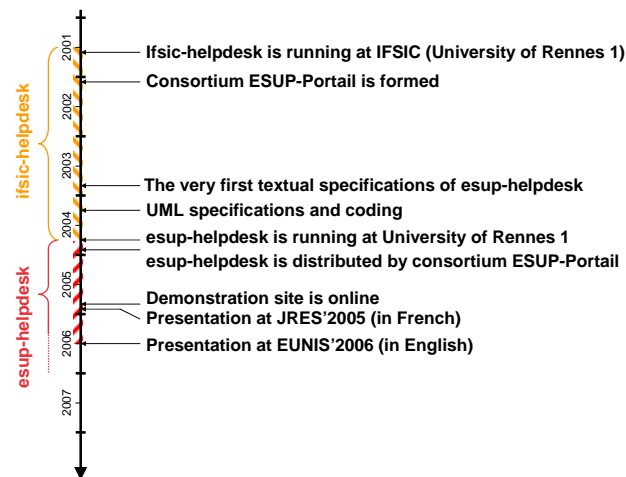 2001
2002
2003
2004
2005
2006
2007
ifsic-helpdesk
esup-helpdesk
Ifsic-helpdesk is running at IFSIC (University of Rennes 1)
Consortium ESUP-Portail is formed
The very first textual specifications of esup-helpdesk
UML specifications and coding
esup-helpdesk is running at University of Rennes 1
esup-helpdesk is distributed by consortium ESUP-Portail
Demonstration site is online
Presentation at JRES'2005 (in French)
Presentation at EUNIS'2006 (in English)